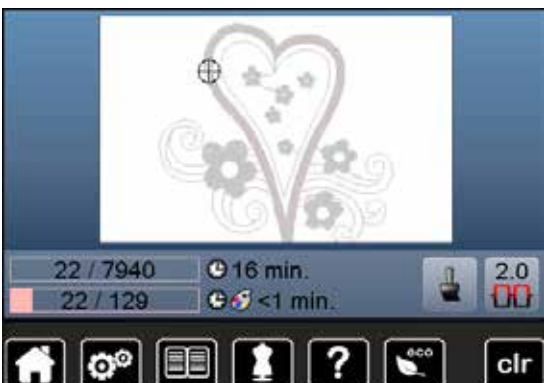 22 / 7940 16 min.
2.0
22 / 129 <1 min.
? eco clr